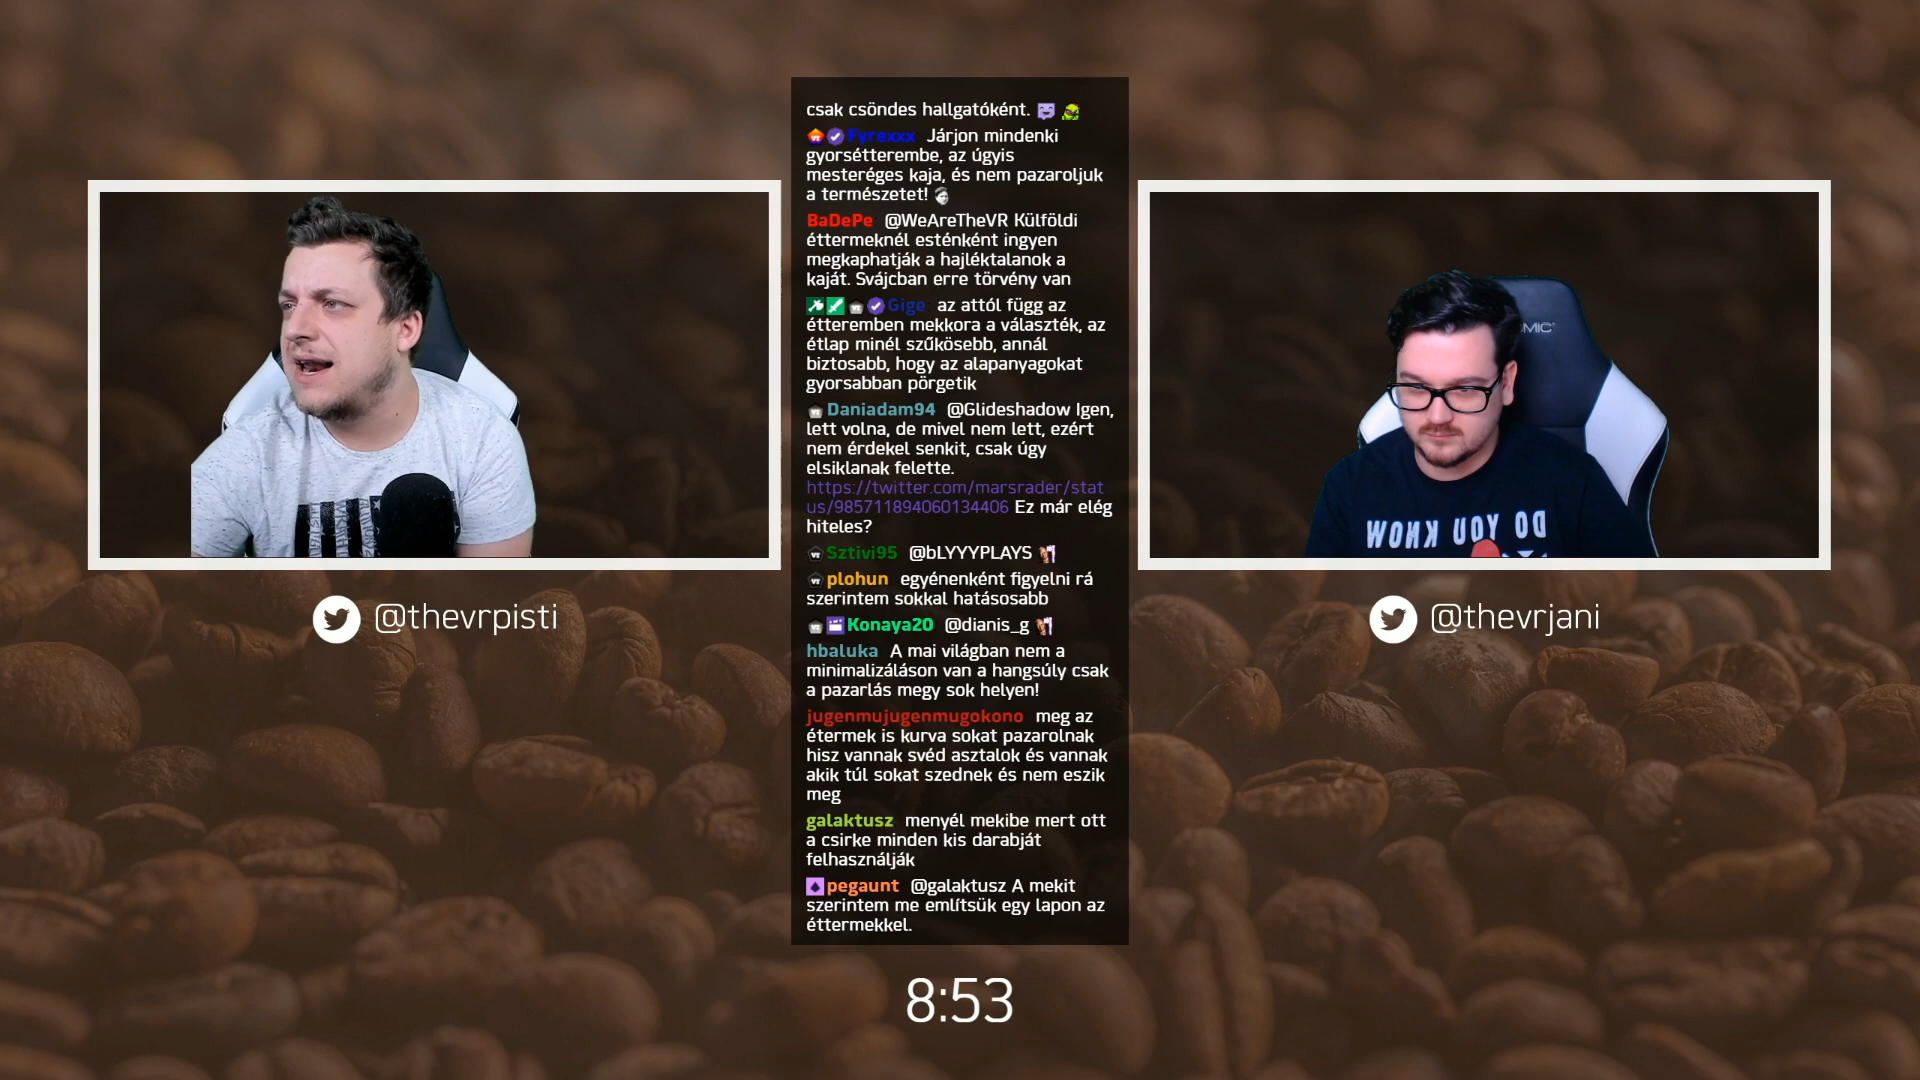 csak csöndes hallgatóként.
Fyrexxx Járjon mindenki
gyorsétterembe, az úgyis
mesteréges kaja, és nem pazaroljuk
a természetet!
BaDePe @WeAreTheVR Külföldi
éttermeknél esténként ingyen
megkaphatják a hajléktalanok a
kaját. Svájcban erre törvény van
Gige az attól függ az
étteremben mekkora a választék, az
étlap minél szűkösebb, annál
biztosabb, hogy az alapanyagokat
gyorsabban pörgetik
Daniadam94 @Glideshadow Igen,
lett volna, de mivel nem lett, ezért
nem érdekel senkit, csak úgy
elsiklanak felette.
https://twitter.com/marsrader/stat
us/985711894060134406 Ez már elég
hiteles?
Sztivi95 @bLYYYPLAYS
plohun egyénenként figyelni rá
szerintem sokkal hatásosabb
Konaya20 @dianis_g
hbaluka A mai világban nem a
minimalizáláson van a hangsúly csak
a pazarlás megy sok helyen!
jugenmujugenmugokono meg az
étermek is kurva sokat pazarolnak
hisz vannak svéd asztalok és vannak
akik túl sokat szednek és nem eszik
meg
galaktusz menyél mekibe mert ott
a csirke minden kis darabját
felhasználják
pegaunt @galaktusz A mekit
szerintem me említsük egy lapon az
éttermekkel.
@thevrpisti
DO YOU KNOW
@thevrjani
8:53